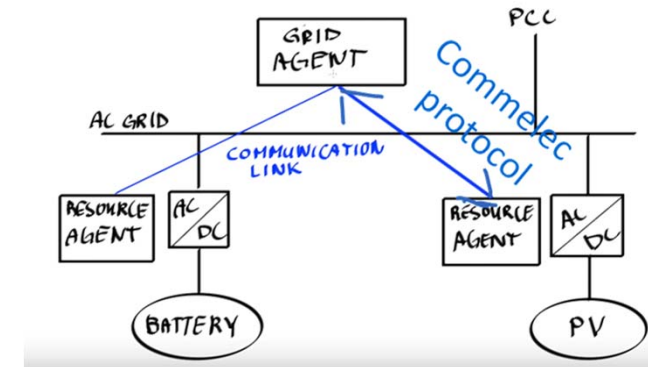 PCC
GRID
AGENT
Commelec
protocol
AC GRID
COMMUNICATION
LINK
RESOURCE
AGENT
AC
DC
RESOURCE
AGENT
AC
DC
BATTERY
PV